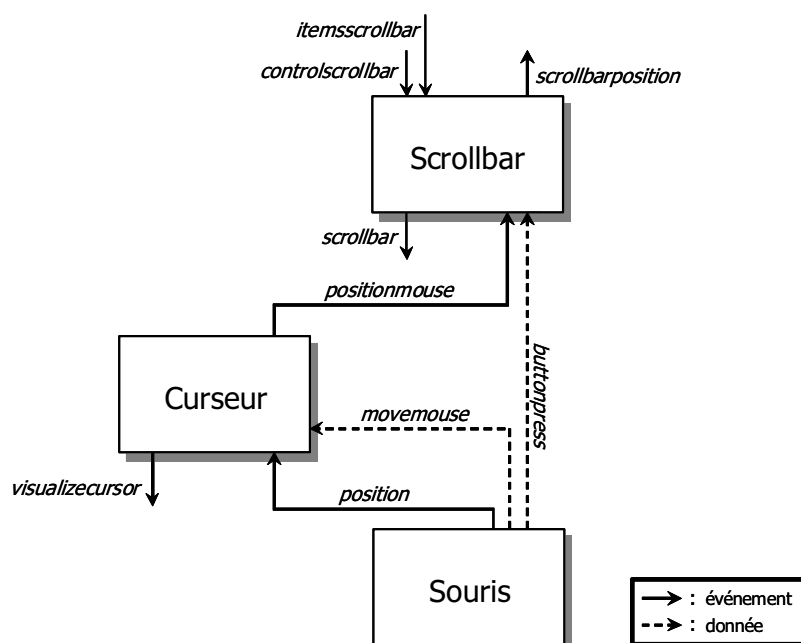 itemsscrollbar
controlscrollbar
scrollbarposition
Scrollbar
scrollbar
positionmouse
buttonpress
Curseur
movemouse
visualizecursor
position
Souris
: événement
: donnée